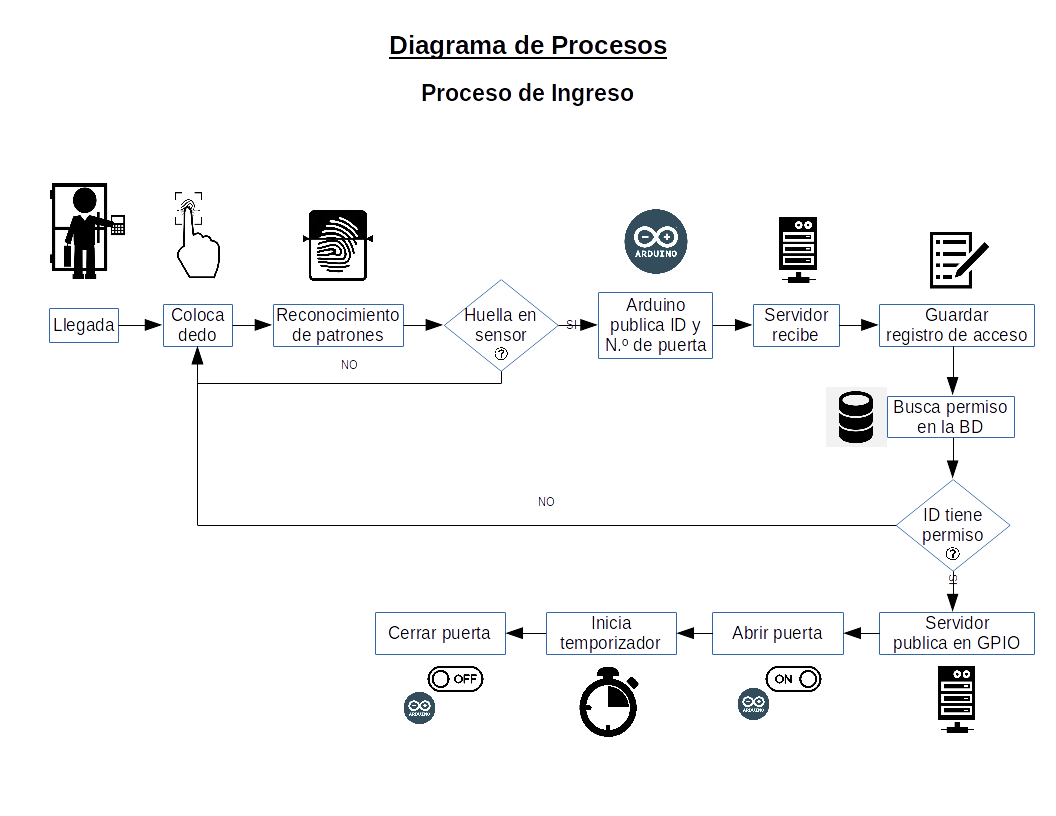 Diagrama de Procesos
Proceso de Ingreso
ARDUINO
Llegada
Coloca
dedo
Reconocimiento
de patrones
Huella en
sensor
?
SI
NO
Arduino
publica ID y
N.º de puerta
Servidor
recibe
Guardar
registro de acceso
Busca permiso
en la BD
ID tiene
permiso
?
NO
SI
Servidor
publica en GPIO
Abrir puerta
Inicia
temporizador
Cerrar puerta
ON
ARDUINO
OFF
ARDUINO